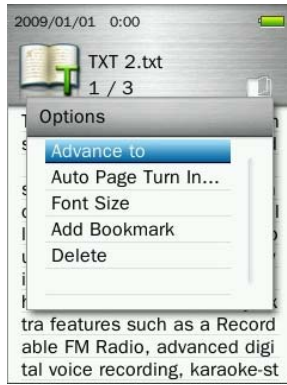 2009/01/01 0:00
TXT 2.txt
1 / 3
Options
Advance to
Auto Page Turn In...
Font Size
Add Bookmark
Delete
tra features such as a Record
able FM Radio, advanced digi
tal voice recording, karaoke-st